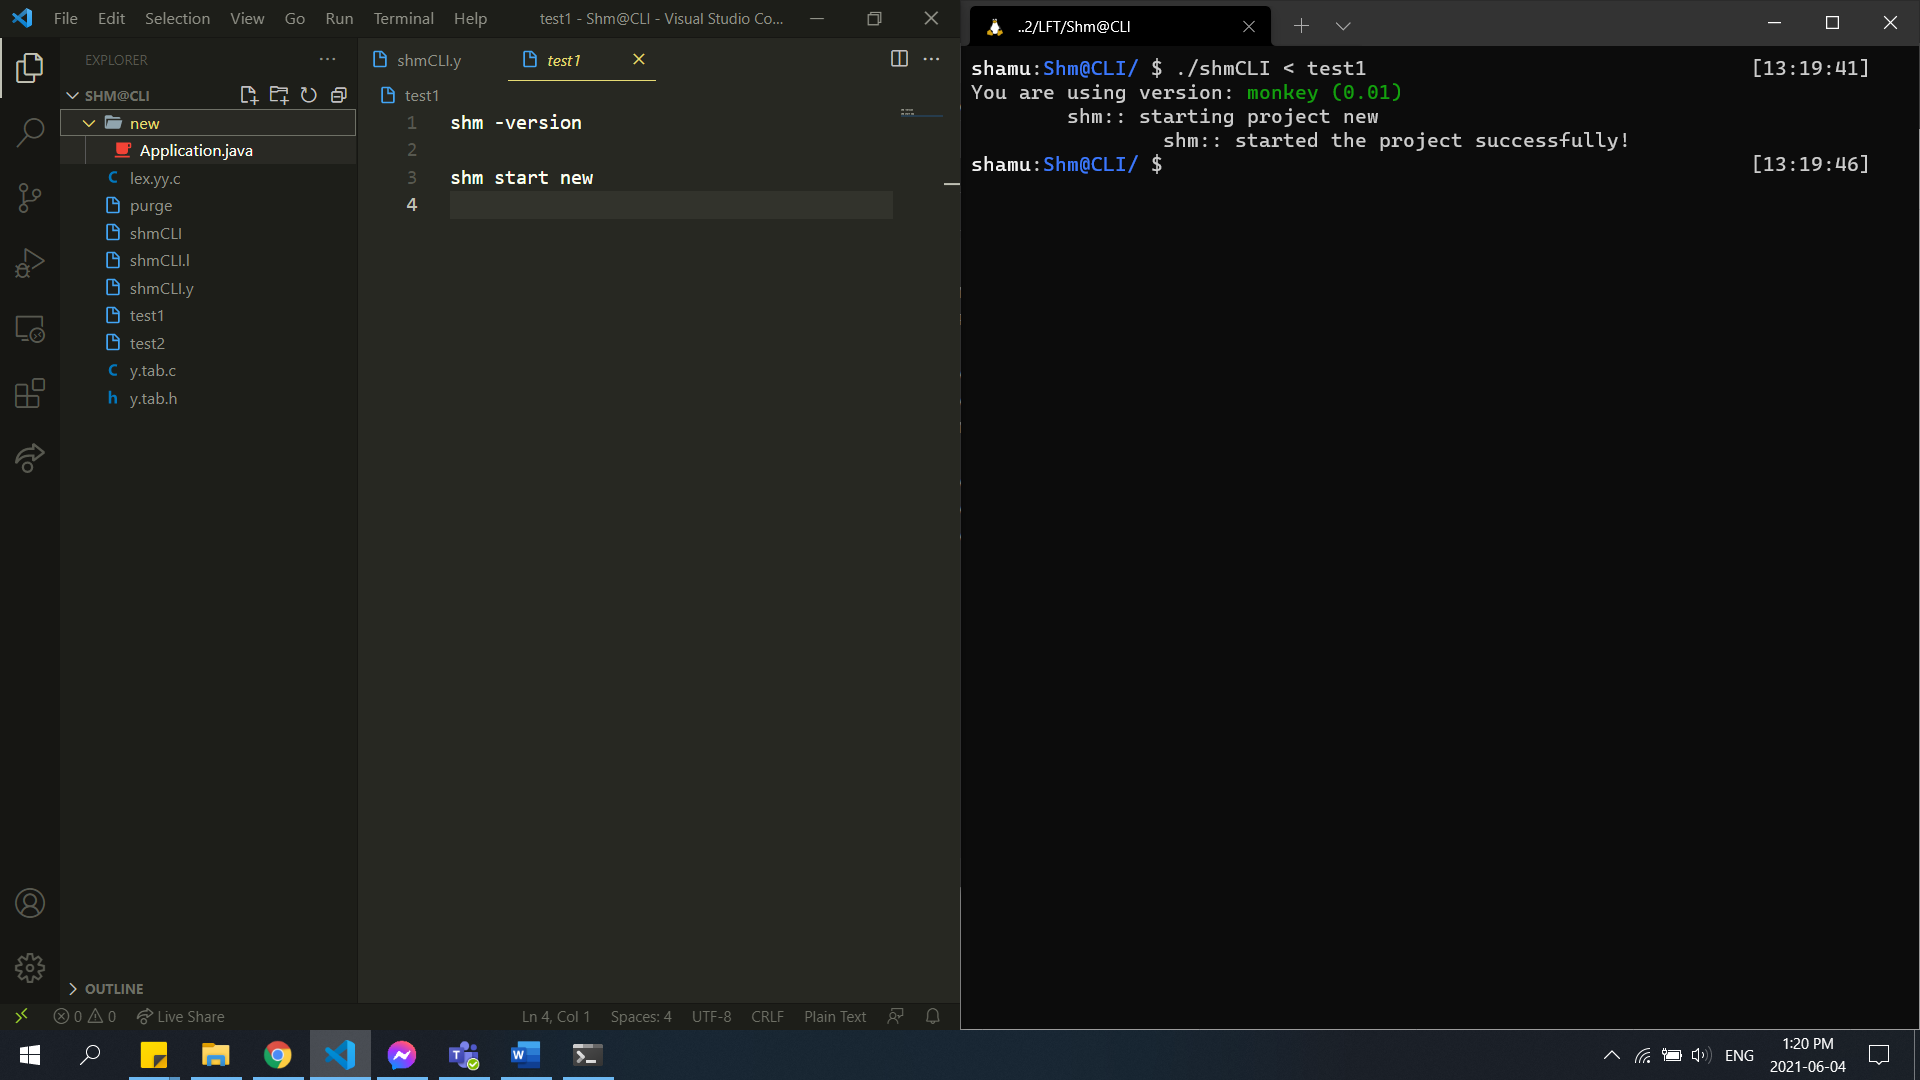 File Edit Selection View Go Run Terminal Help test1 - Shm@CLI - Visual Studio Co...
EXPLORER
SHM@CLI
new
Application.java
lex.yy.c
purge
shmCLI
shmCLI.l
shmCLI.y
test1
test2
y.tab.c
y.tab.h
OUTLINE
shmCLI.y test1
test1
1 shm -version
2
3 shm start new
4
0 0 Live Share Ln 4, Col 1 Spaces: 4 UTF-8 CRLF Plain Text
..2/LFT/Shm@CLI
shamu:Shm@CLI/ $ ./shmCLI < test1 [13:19:41]
You are using version: monkey (0.01)
shm:: starting project new
shm:: started the project successfully!
shamu:Shm@CLI/ $ [13:19:46]
ENG
1:20 PM
2021-06-04